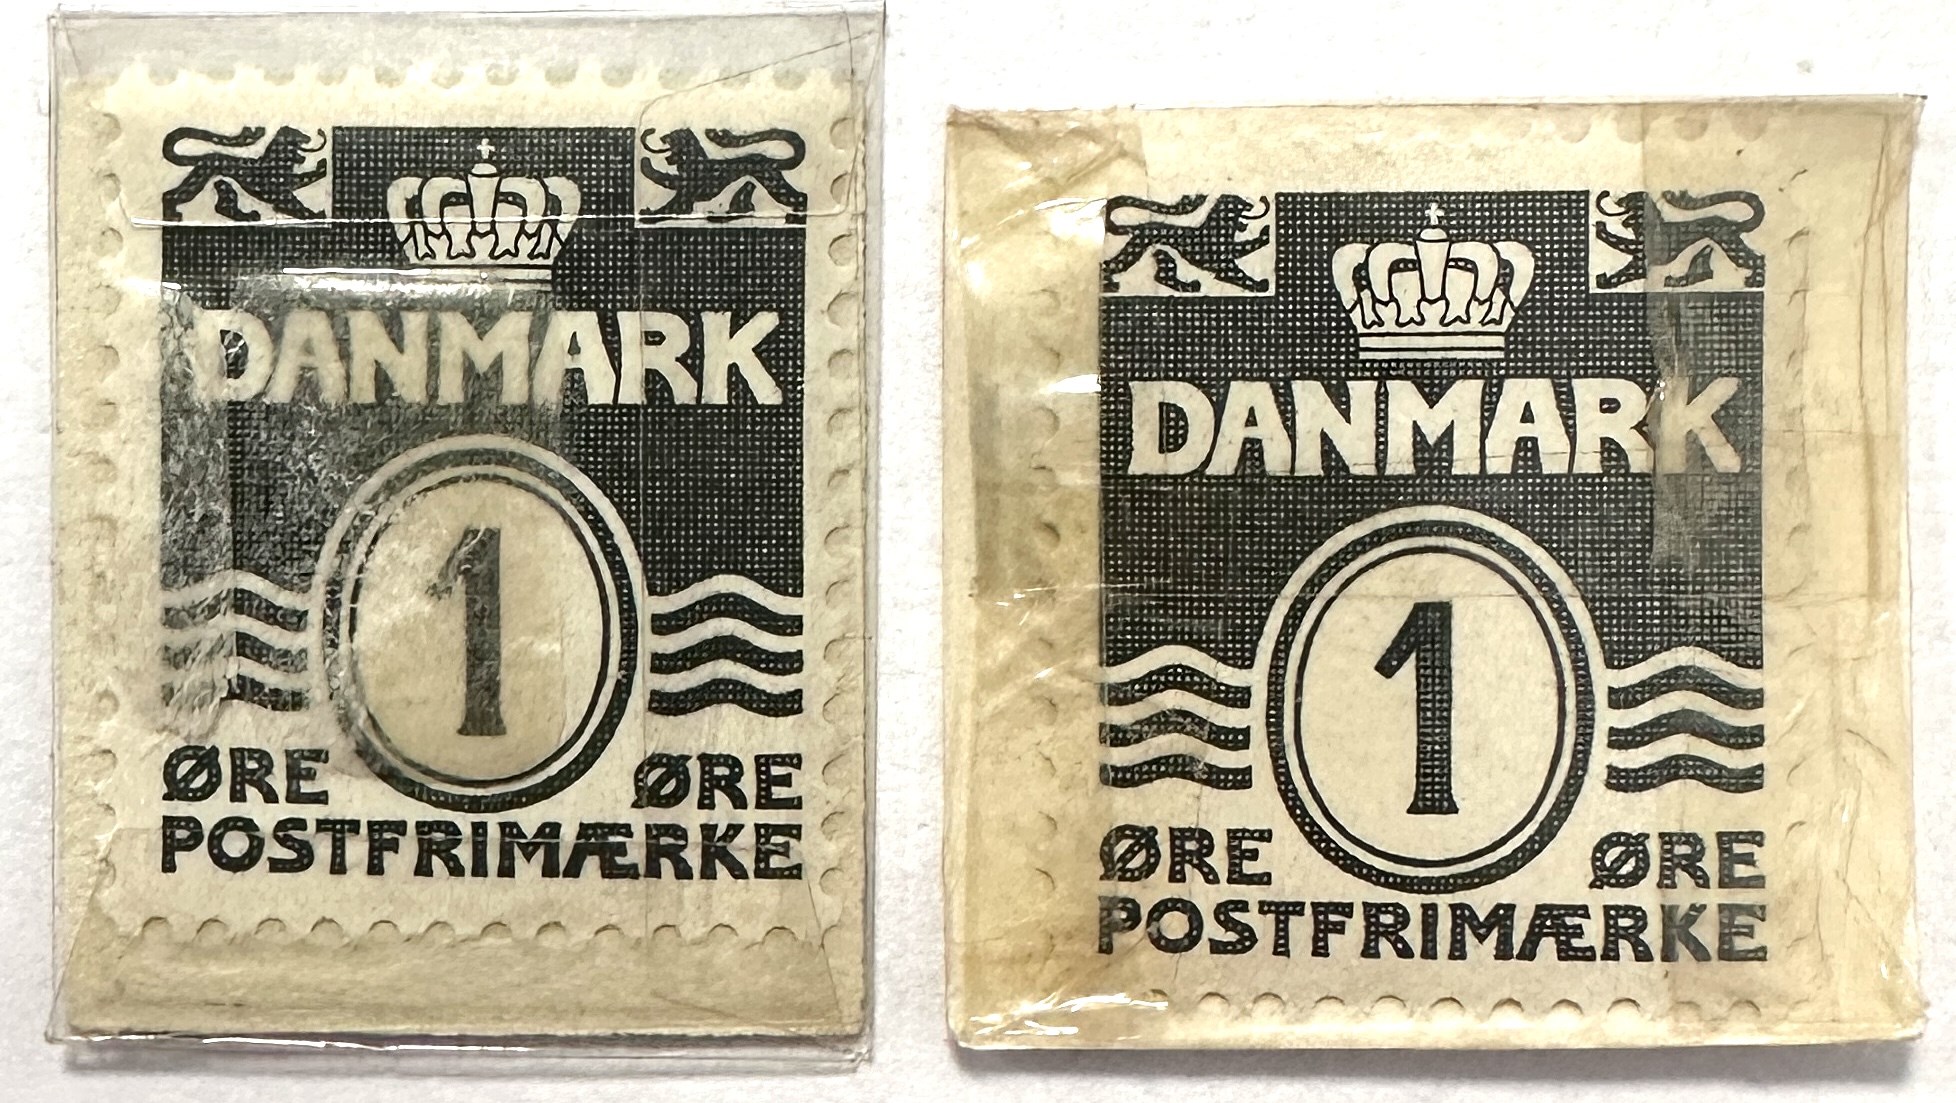 DANMARK
1
ØRE ØRE
POSTFRIMÆRKE
DANMARK
1
ØRE ØRE
POSTFRIMÆRKE